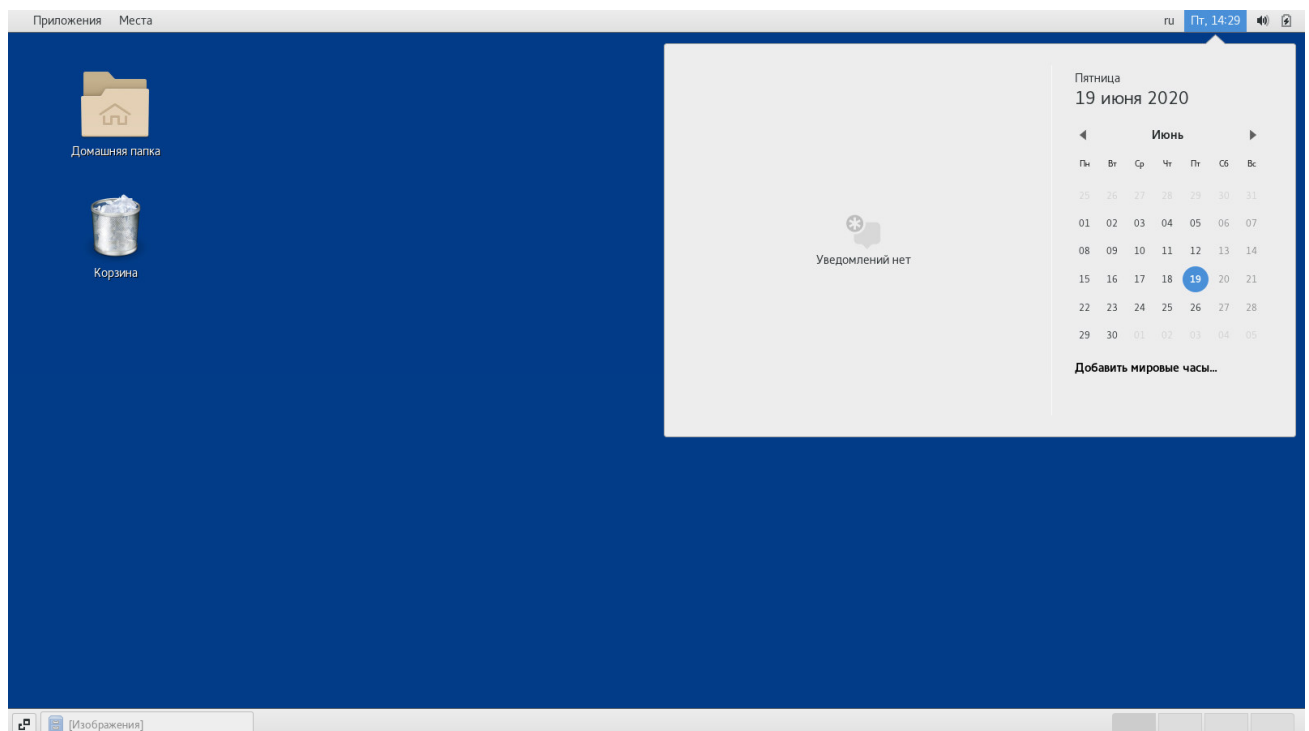 Приложения Места ru Пт, 14:29
Домашняя папка
Корзина
Уведомлений нет
Пятница
19 июня 2020
Июнь
Пн Вт Ср Чт Пт Сб Вс
25 26 27 28 29 30 31
01 02 03 04 05 06 07
08 09 10 11 12 13 14
15 16 17 18 19 20 21
22 23 24 25 26 27 28
29 30 01 02 03 04 05
Добавить мировые часы...
[Изображения]